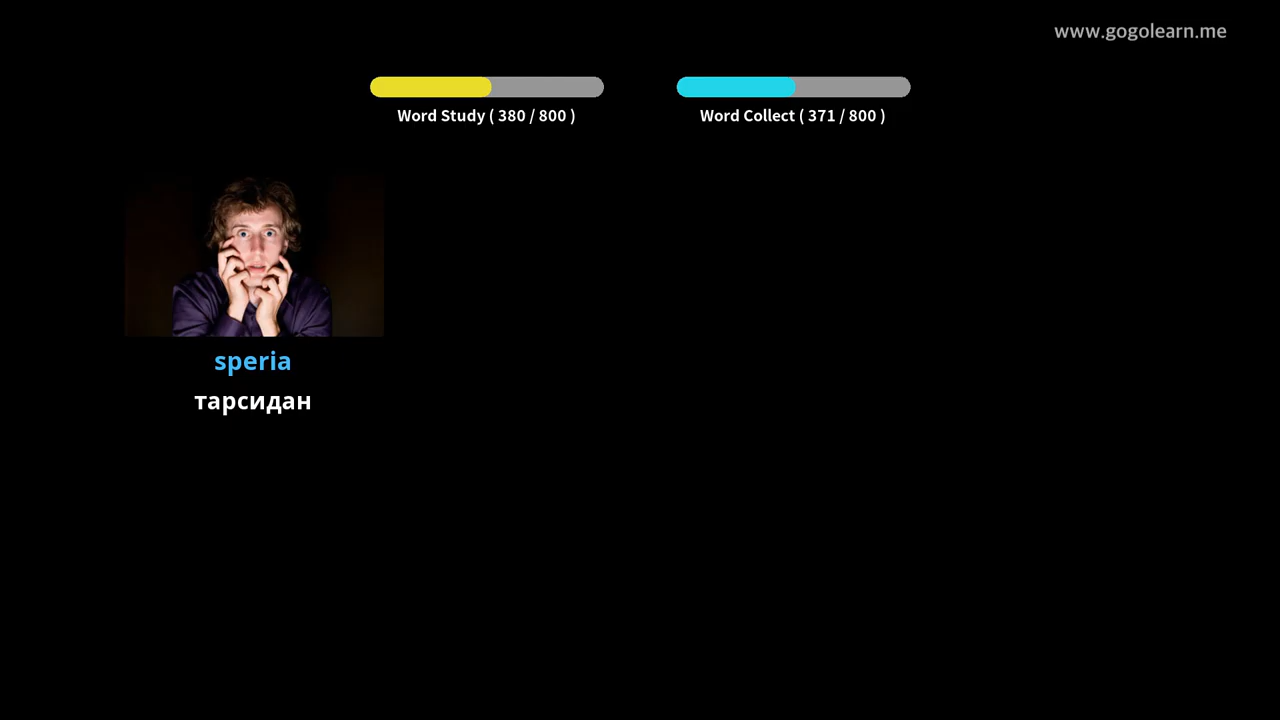 www.gogolearn.me
Word Study ( 380 / 800 )
Word Collect ( 371 / 800 )
speria
тарсидан